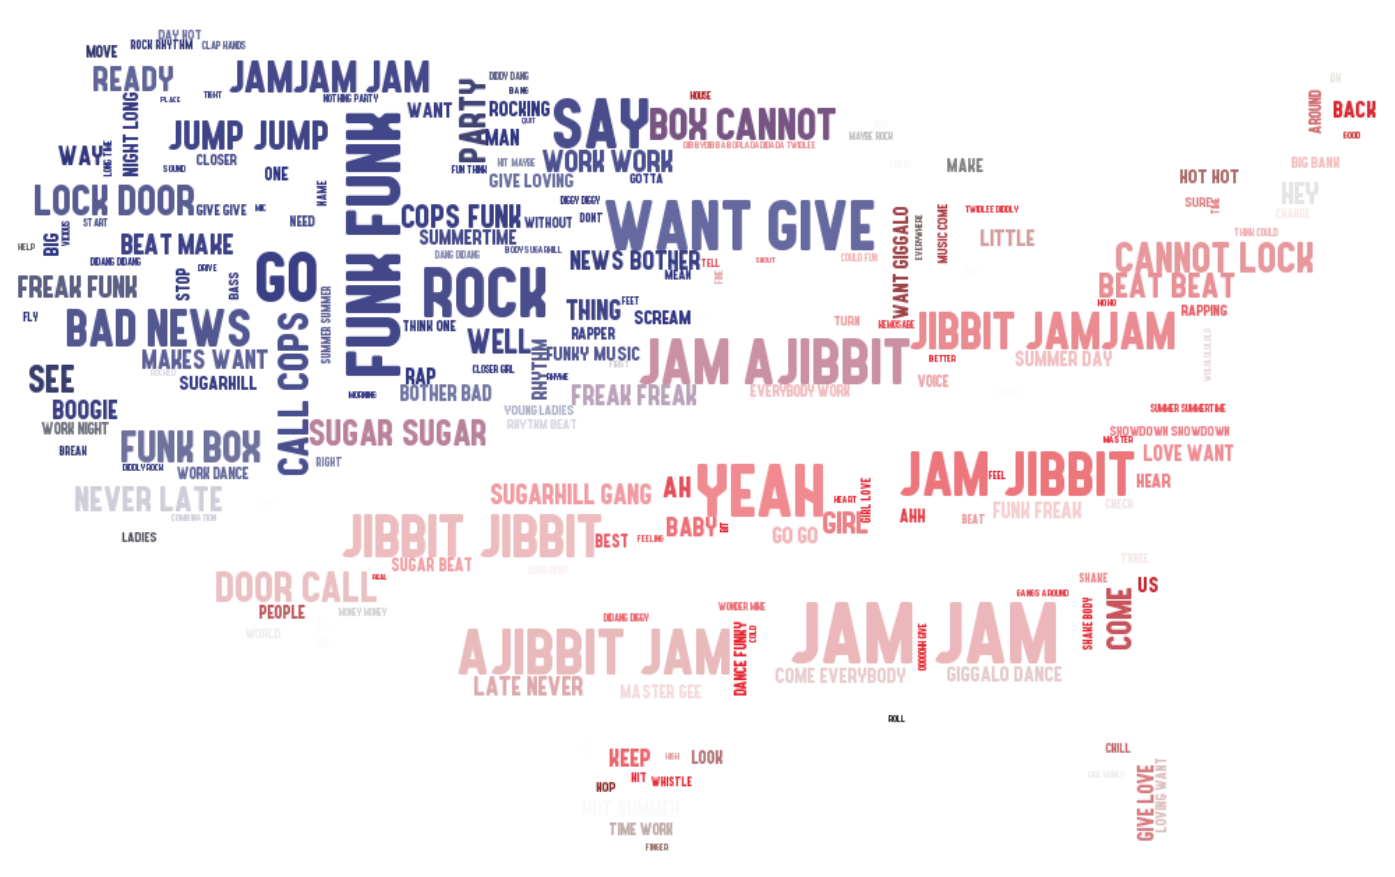 DAY HOT
MOVE
ROCK RHYTHM
CLAP HANDS
READY
JAMJAM JAM
DIDDY DANG
BANG
PLACE
TIGHT
NOTHING PARTY
WANT
PARTY
ROCKING
QUIT
HOUSE
SAY
BOX CANNOT
NIGHT LONG
JUMP JUMP
MAN
DIBBYDIBBABOPLADADIDADA TWIDLEE
MAYBE ROCK
OH
AROUND
BACK
GOOD
WAY
LONG TIME
CLOSER
SOUND
ONE
FUNK FUNK
FUN THINK
HIT MAYBE
WORK WORK
GIVE LOVING
GOTTA
MAKE
BIG BANK
HOT HOT
HEY
LOCK DOOR
GIVE GIVE
MIC
NAME
NEED
START
COPS FUNK
WITHOUT
DIGGY DIGGY
DONT
WANT GIVE
WANT GIGGALO
EVERYWHERE
MUSIC COME
TWIDLEE DIDDLY
SURE
TIME
CHANGE
HELP
BIG
VICIOUS
BEAT MAKE
SUMMERTIME
DANG DIDANG
BODY SUGARHILL
NEWS BOTHER
MEAN
TELL
FINE
SHOUT
COULD FUN
LITTLE
THINK COULD
CANNOT LOCK
DIDANG DIDANG
DRIVE
STOP
BASS
GO
FREAK FUNK
ROCK
BEAT BEAT
FLY
BAD NEWS
SUMMER SUMMER
THINK ONE
WELL
THING
FEET
SCREAM
RAPPER
TURN
KEMOSABE
HO HO
RAPPING
JIBBIT JAMJAM
MAKES WANT
CALL COPS
FUNKY MUSIC
RHYTHM
JAM AJIBBIT
BETTER
SUMMER DAY
SEE
SUGARHILL
RAP
CLOSER GIRL
RHYME
VOICE
BOOGIE
MORNING
BOTHER BAD
FREAK FREAK
EVERYBODY WORK
WORK NIGHT
YOUNG LADIES
RHYTHM BEAT
SUMMER SUMMERTIME
BREAK
FUNK BOX
SUGAR SUGAR
SHOWDOWN SHOWDOWN
MASTER
LOVE WANT
DIDDLY ROCK
WORK DANCE
RIGHT
NEVER LATE
COMBINATION
SUGARHILL GANG
AH
YEAH
HEART
GIRL LOVE
JAM JIBBIT
FEEL
HEAR
LADIES
JIBBIT JIBBIT
BEST
FEELING
BABY
GO GO
GIRL
AHH
BEAT
FUNK FREAK
CHECK
SUGAR BEAT
REAL
DOOR CALL
THREE
SHAKE
US
PEOPLE
MONEY MONEY
WORLD
DIDANG DIGGY
WONDER MIKE
GANGS AROUND
SHAKE BODY
COME
AJIBBIT JAM
DANCE FUNKY
COLD
JAM JAM
OOOOOHH GIVE
LATE NEVER
MASTER GEE
COME EVERYBODY
GIGGALO DANCE
ROLL
KEEP
HIGH
LOOK
CHILL
HOP
HIT
WHISTLE
GIVE LOVE
LOVING WANT
HOT SUMMER
TIME WORK
FINGER